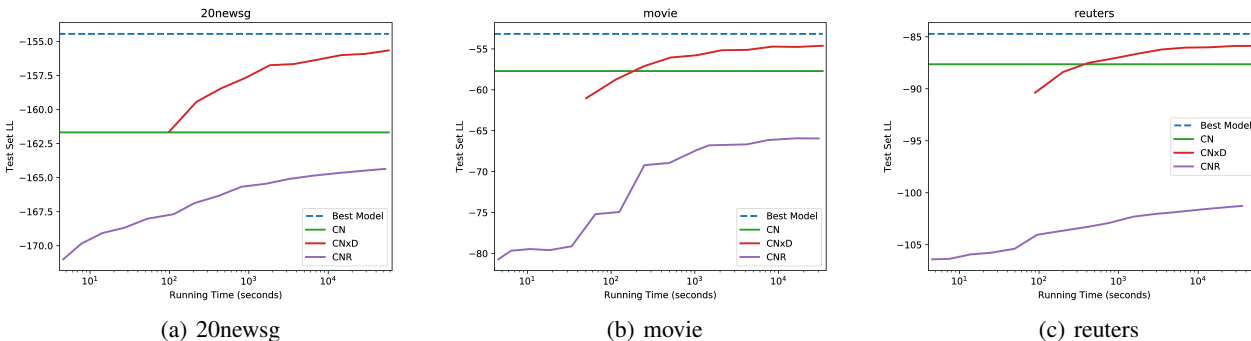 20newsg
Test Set LL
−155.0
−157.5
−160.0
−162.5
−165.0
−167.5
−170.0
Best Model
CN
CNxD
CNR
10¹ 10² 10³ 10⁴
Running Time (seconds)
(a) 20newsg
movie
Test Set LL
−55
−60
−65
−70
−75
−80
Best Model
CN
CNxD
CNR
10¹ 10² 10³ 10⁴
Running Time (seconds)
(b) movie
reuters
Test Set LL
−85
−90
−95
−100
−105
Best Model
CN
CNxD
CNR
10¹ 10² 10³ 10⁴
Running Time (seconds)
(c) reuters